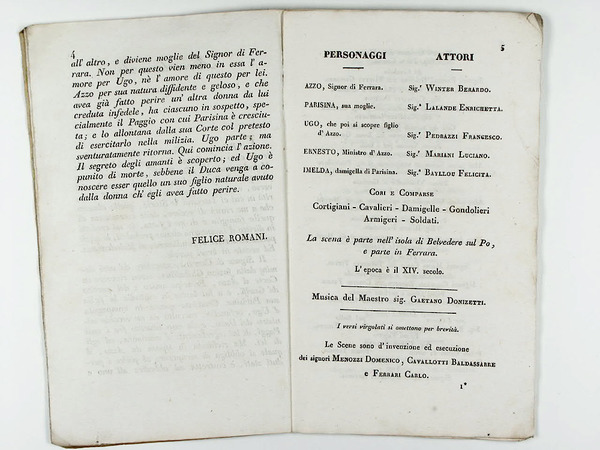 4
all'altro, e diviene moglie del Signor di Fer-
rara. Non per questo vien meno in essa l'a-
more per Ugo, nè l'amore di questo per lei.
Azzo per sua natura diffidente e geloso, e che
avea già fatto perire un'altra donna da lui
creduta infedele, ha ciascuno in sospetto, spe-
cialmente il Paggio con cui Parisina è cresciu-
ta; e lo allontana dalla sua Corte col pretesto
di esercitarlo nella milizia. Ugo parte; ma
sventuratamente ritorna. Qui comincia l'azione.
Il segreto degli amanti è scoperto; ed Ugo è
punito di morte, sebbene il Duca venga a co-
noscere esser quello un suo figlio naturale avuto
dalla donna ch'egli avea fatto perire.
FELICE ROMANI.
5
PERSONAGGI ATTORI
AZZO, Signor di Ferrara. Sig.r WINTER BERARDO.
PARISINA, sua moglie. Sig.a LALANDE ENRICHETTA.
UGO, che poi si scopre figlio
d'Azzo. Sig.r PEDRAZZI FRANCESCO.
ERNESTO, Ministro d'Azzo. Sig.r MARIANI LUCIANO.
IMELDA, damigella di Parisina. Sig.a BAYLLOU FELICITA.
CORI E COMPARSE
Cortigiani - Cavalieri - Damigelle - Gondolieri
Armigeri - Soldati.
La scena è parte nell'isola di Belvedere sul Po,
e parte in Ferrara.
L'epoca è il XIV. secolo.
Musica del Maestro sig. GAETANO DONIZETTI.
I versi virgolati si omettono per brevità.
Le Scene sono d'invenzione ed esecuzione
dei signori MENOZZI DOMENICO, CAVALLOTTI BALDASSARRE
e FERRARI CARLO.
1*